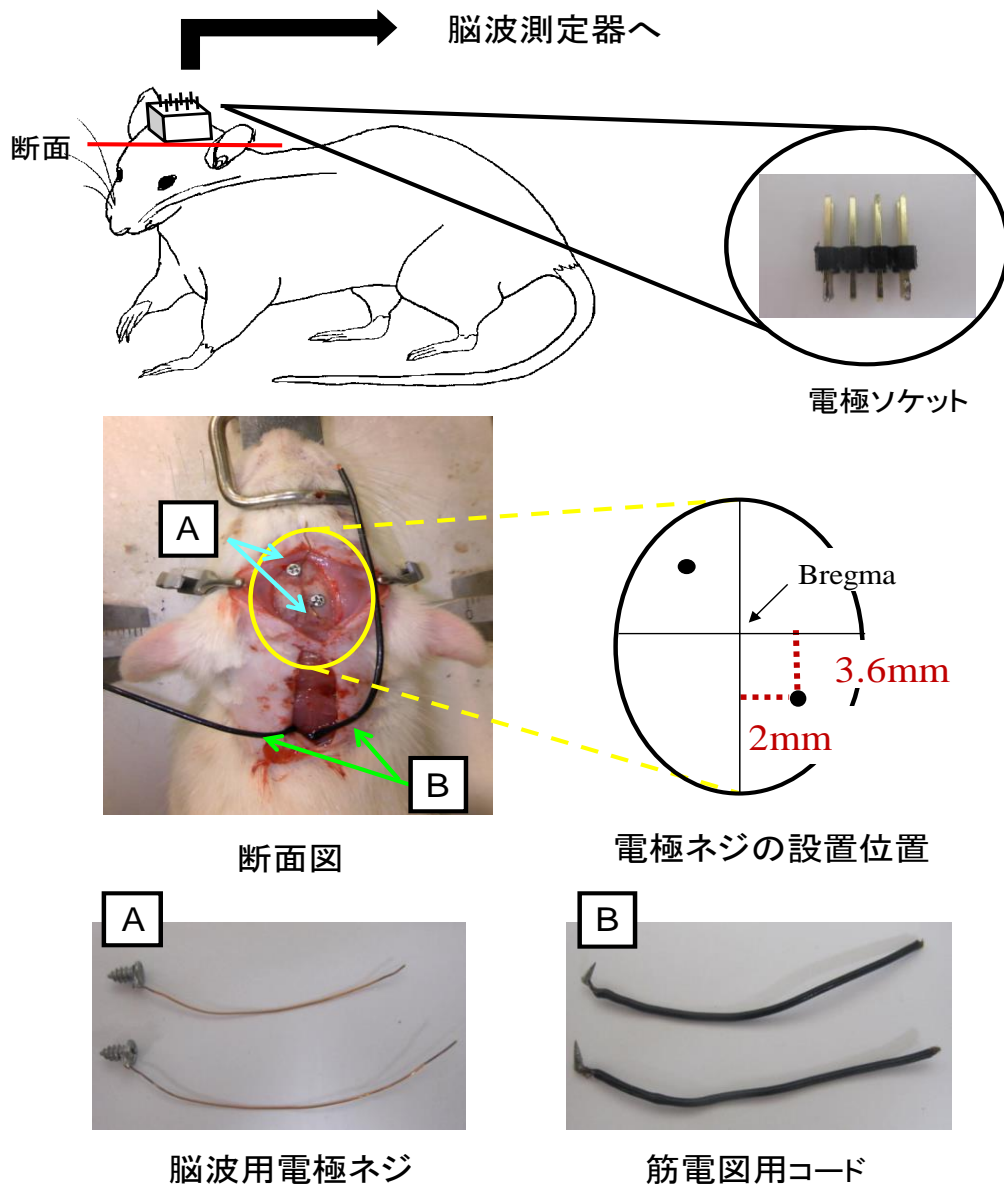 脳波測定器へ
断面
電極ソケット
A
Bregma
3.6mm
2mm
B
断面図
電極ネジの設置位置
A
B
脳波用電極ネジ
筋電図用コード